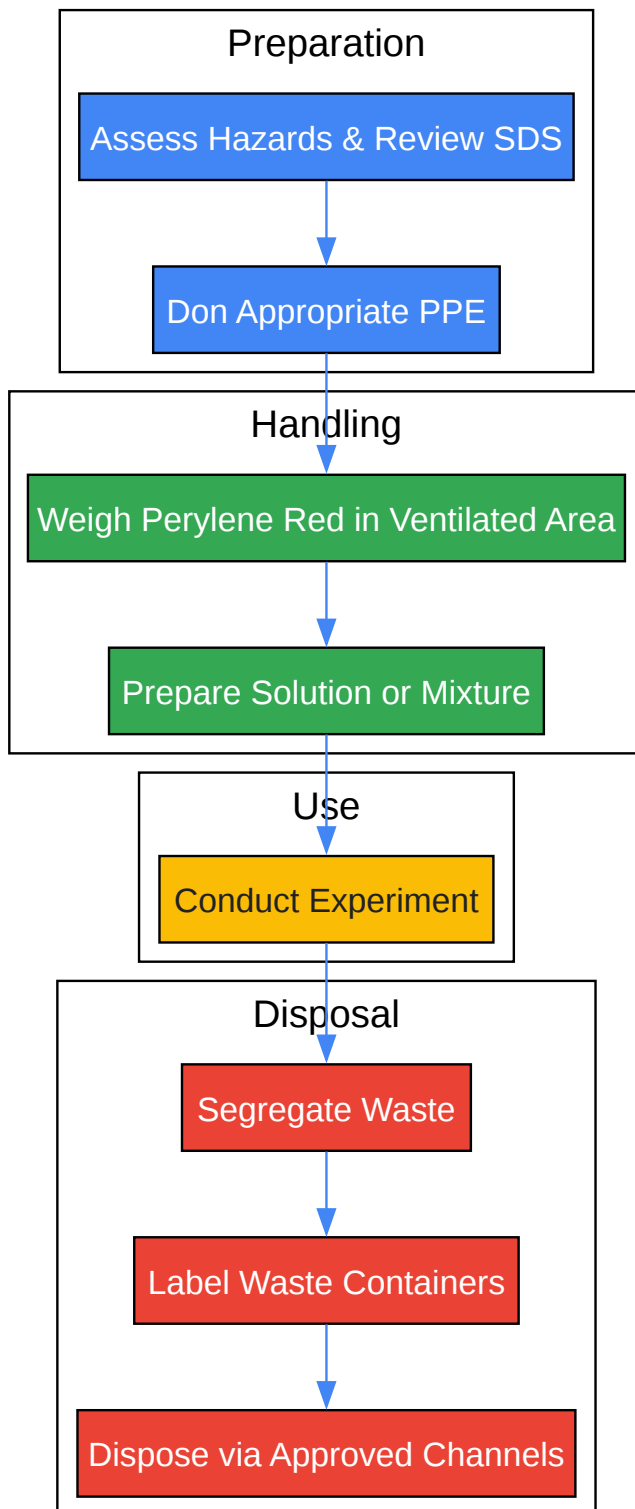 Preparation
Assess Hazards & Review SDS
Don Appropriate PPE
Handling
Weigh Perylene Red in Ventilated Area
Prepare Solution or Mixture
Use
Conduct Experiment
Disposal
Segregate Waste
Label Waste Containers
Dispose via Approved Channels